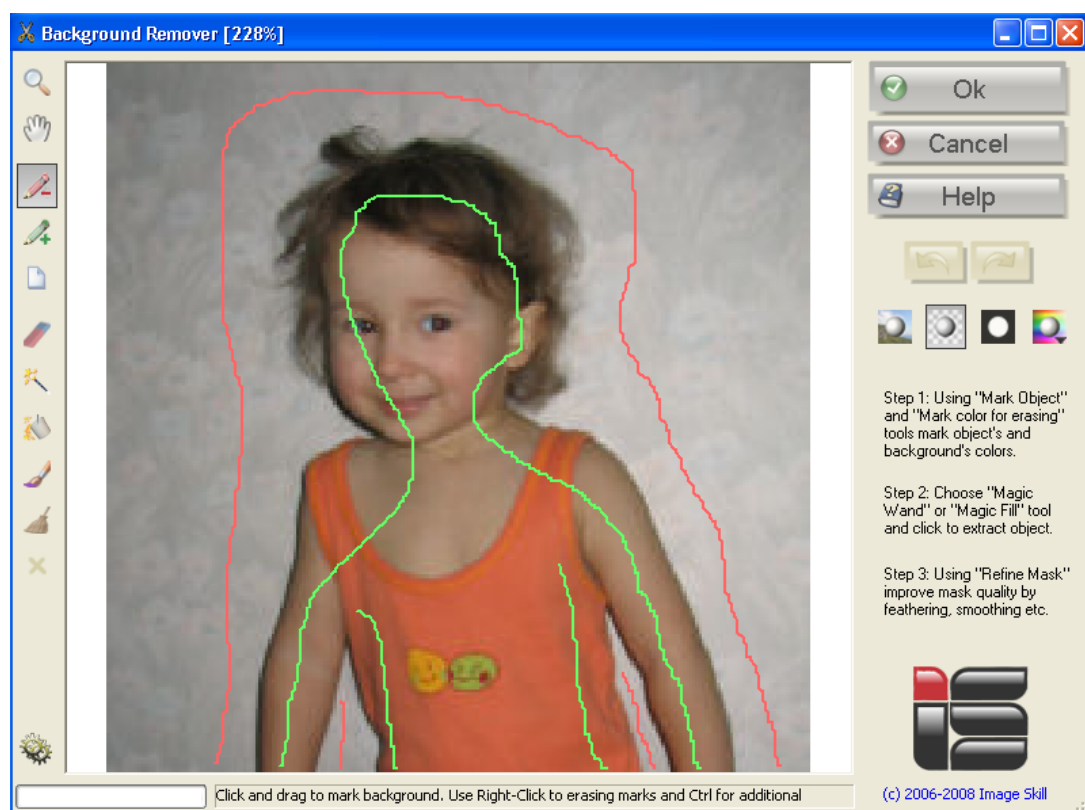 Background Remover [228%]
Ok
Cancel
Help
Step 1: Using "Mark Object"
and "Mark color for erasing"
tools mark object's and
background's colors.
Step 2: Choose "Magic
Wand" or "Magic Fill" tool
and click to extract object.
Step 3: Using "Refine Mask"
improve mask quality by
feathering, smoothing etc.
Click and drag to mark background. Use Right-Click to erasing marks and Ctrl for additional
(c) 2006-2008 Image Skill